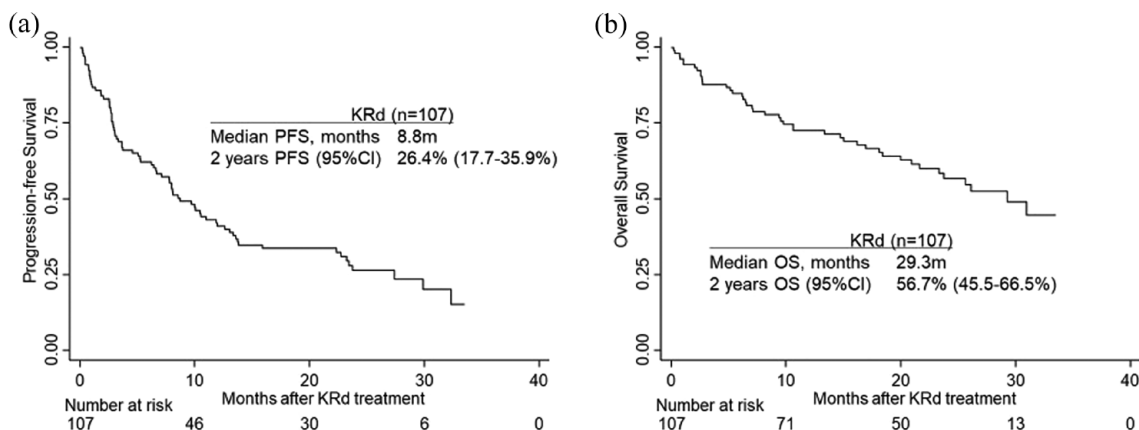 (a)
Progression-free Survival
1.00
0.75
0.50
0.25
0.00
KRd (n=107)
Median PFS, months 8.8m
2 years PFS (95%CI) 26.4% (17.7-35.9%)
0 10 20 30 40
Months after KRd treatment
Number at risk
107 46 30 6 0
(b)
Overall Survival
1.00
0.75
0.50
0.25
0.00
KRd (n=107)
Median OS, months 29.3m
2 years OS (95%CI) 56.7% (45.5-66.5%)
0 10 20 30 40
Months after KRd treatment
Number at risk
107 71 50 13 0